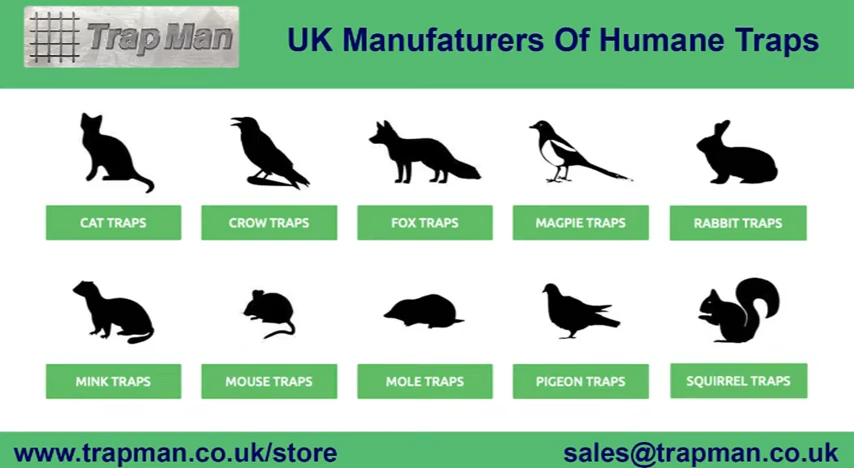 Trap Man
UK Manufaturers Of Humane Traps
CAT TRAPS
CROW TRAPS
FOX TRAPS
MAGPIE TRAPS
RABBIT TRAPS
MINK TRAPS
MOUSE TRAPS
MOLE TRAPS
PIGEON TRAPS
SQUIRREL TRAPS
www.trapman.co.uk/store
sales@trapman.co.uk